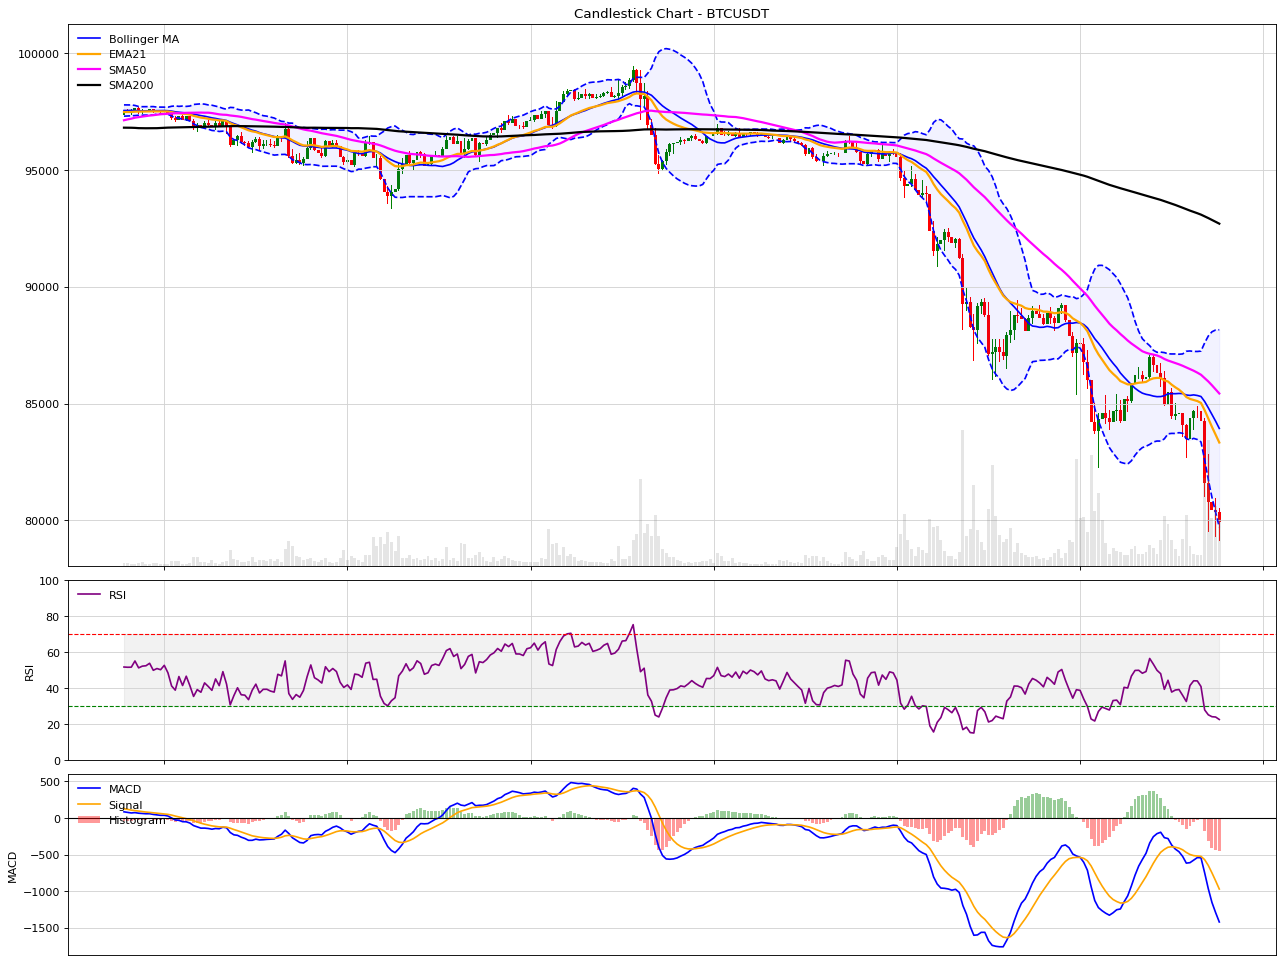 Candlestick Chart - BTCUSDT
Bollinger MA
EMA21
SMA50
SMA200
100000
95000
90000
85000
80000
RSI
100
80
60
40
20
0
RSI
MACD
Signal
Histogram
500
0
−500
−1000
−1500
MACD